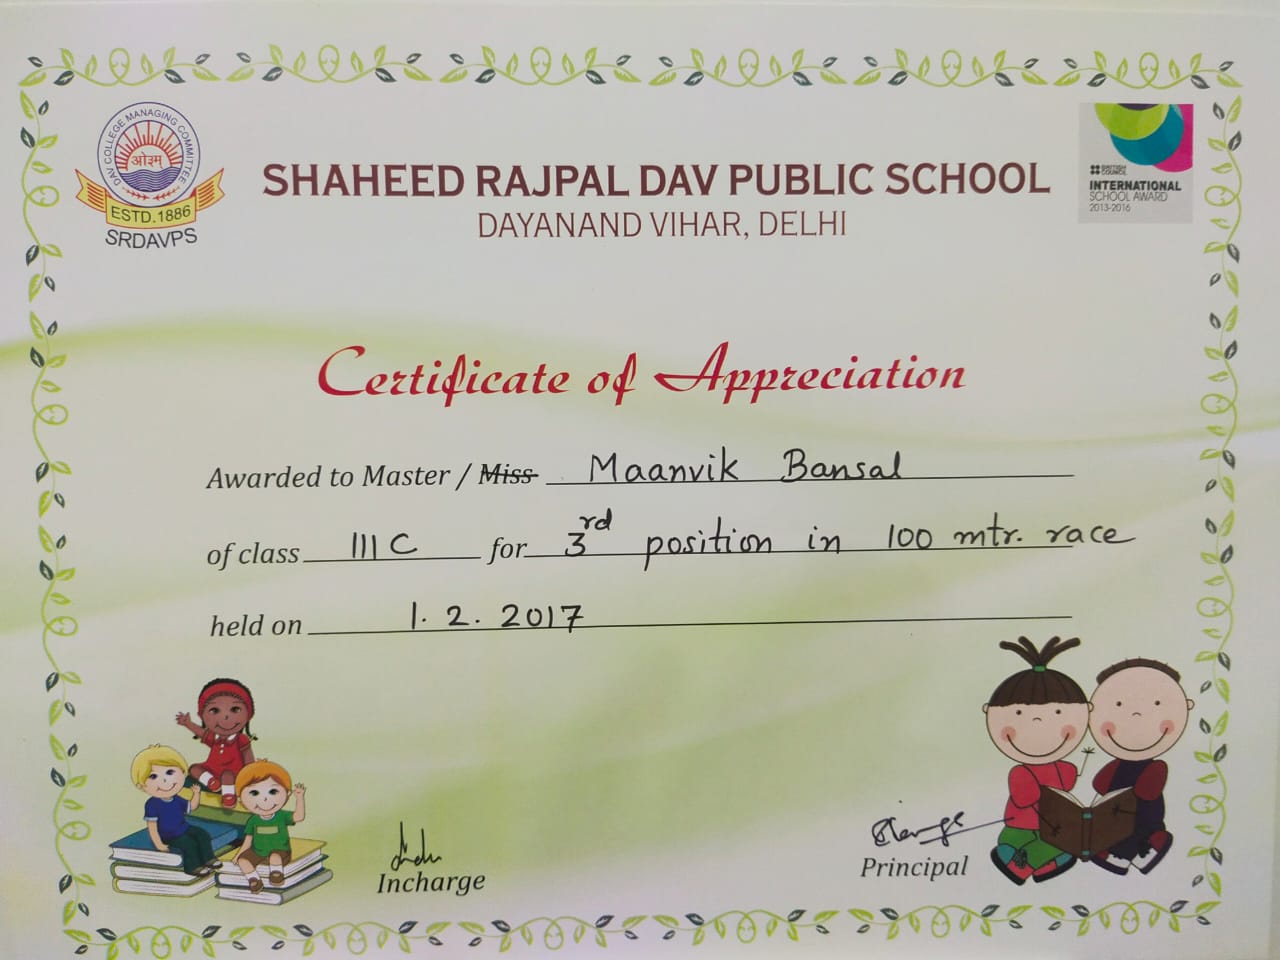 DAV COLLEGE MANAGING COMMITTEE
ओ३म्
ESTD.1886
SRDAVPS
SHAHEED RAJPAL DAV PUBLIC SCHOOL
DAYANAND VIHAR, DELHI
BRITISH
COUNCIL
INTERNATIONAL
SCHOOL AWARD
2013-2016
Certificate of Appreciation
Awarded to Master / Miss Maanvik Bansal
of class III C for 3rd position in 100 mtr. race
held on 1. 2. 2017
Incharge
Principal